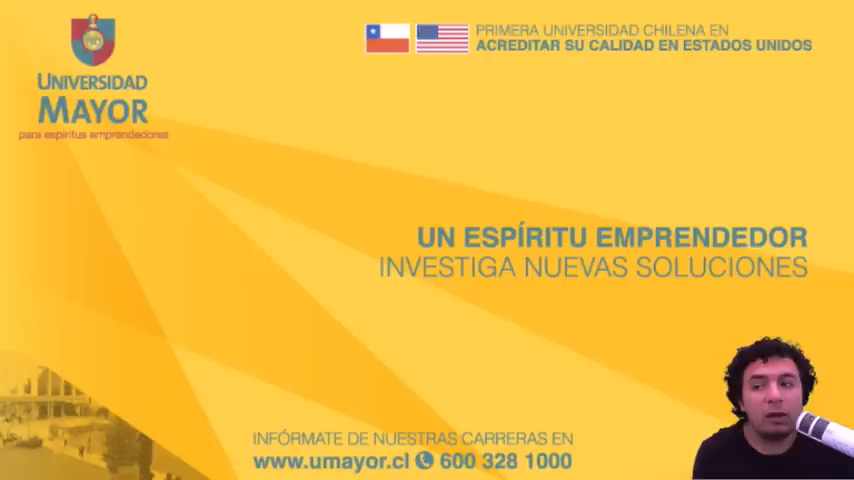 UNIVERSIDAD
MAYOR
para espíritus emprendedores
PRIMERA UNIVERSIDAD CHILENA EN
ACREDITAR SU CALIDAD EN ESTADOS UNIDOS
UN ESPÍRITU EMPRENDEDOR
INVESTIGA NUEVAS SOLUCIONES
INFÓRMATE DE NUESTRAS CARRERAS EN
www.umayor.cl 600 328 1000